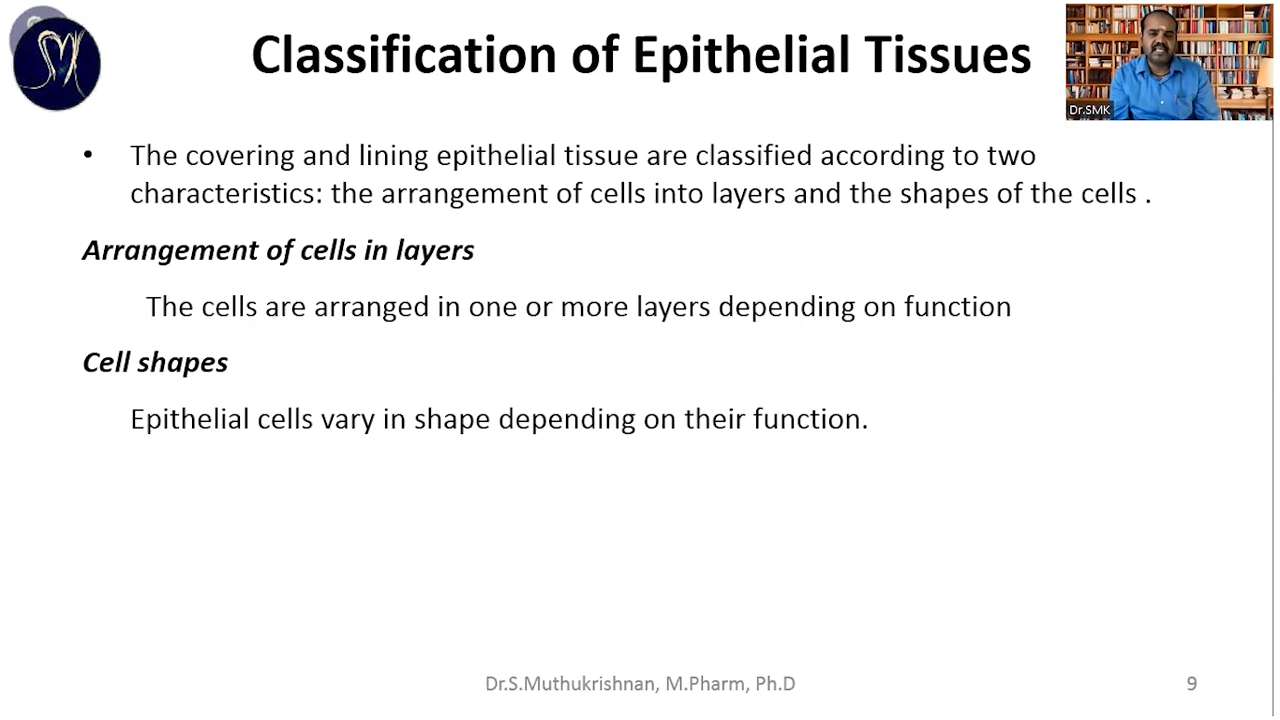 SM
Classification of Epithelial Tissues
Dr.SMK
• The covering and lining epithelial tissue are classified according to two
characteristics: the arrangement of cells into layers and the shapes of the cells .
Arrangement of cells in layers
The cells are arranged in one or more layers depending on function
Cell shapes
Epithelial cells vary in shape depending on their function.
Dr.S.Muthukrishnan, M.Pharm, Ph.D
9